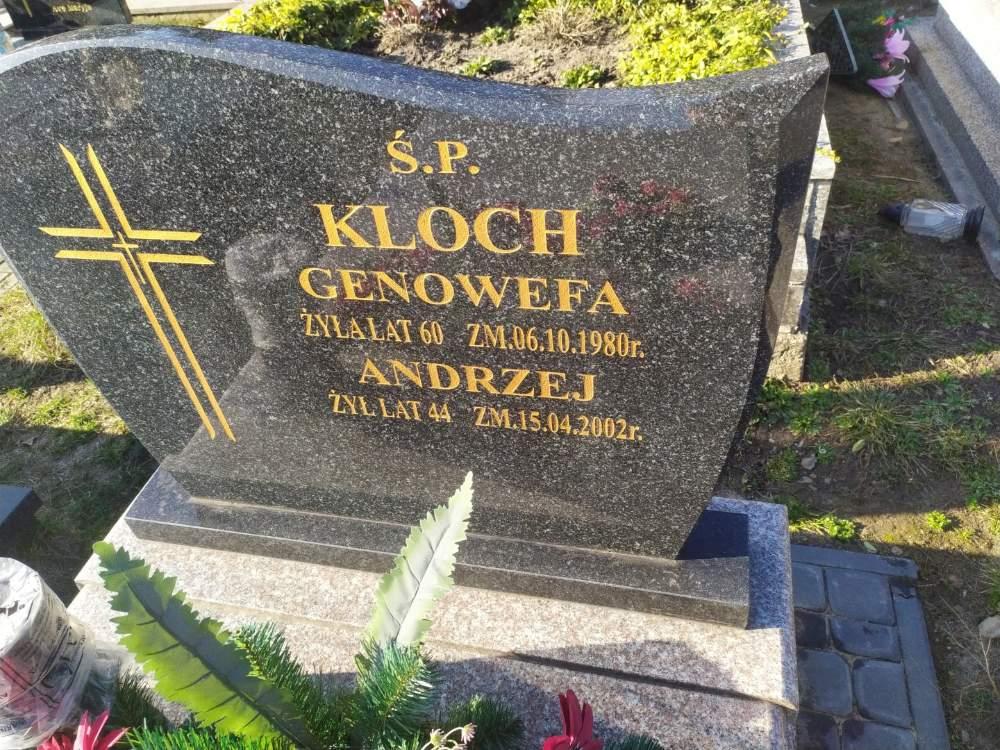 Ś.P.
KLOCH
GENOWEFA
ŻYŁA LAT 60 ZM.06.10.1980r.
ANDRZEJ
ŻYŁ LAT 44 ZM.15.04.2002r.